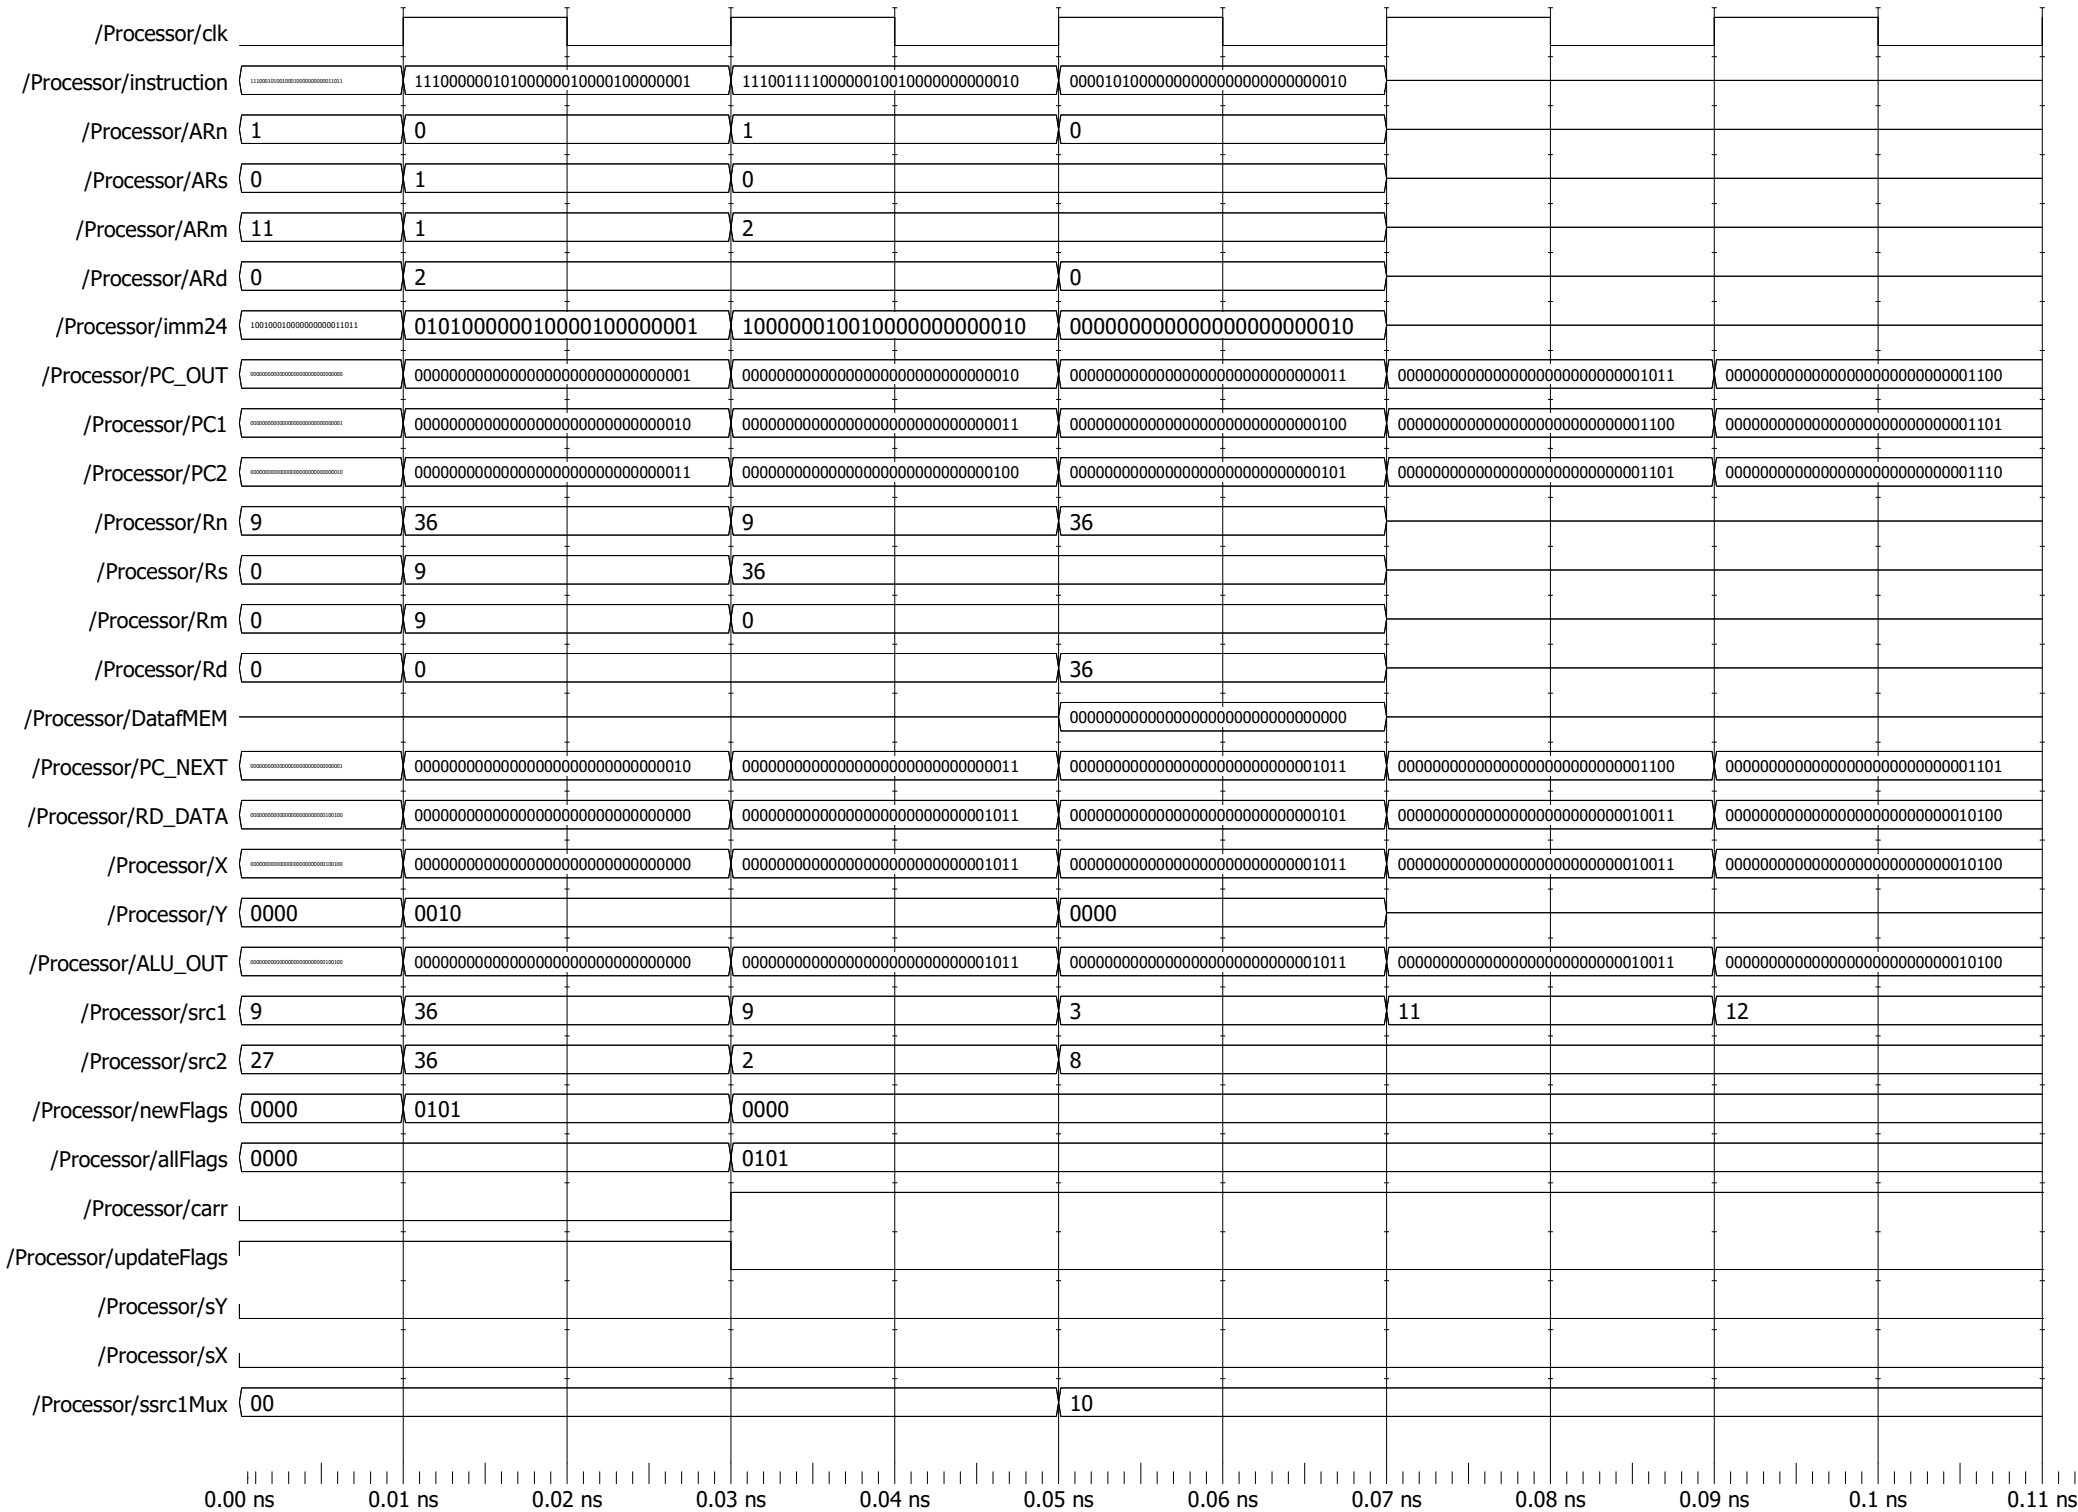 /Processor/clk
/Processor/instruction 11100010100100010000000000011011 11100000010100000010000100000001 11100111100000010010000000000010 00001010000000000000000000000010
/Processor/ARn 1 0 1 0
/Processor/ARs 0 1 0
/Processor/ARm 11 1 2
/Processor/ARd 0 2 0
/Processor/imm24 100100010000000000011011 010100000010000100000001 100000010010000000000010 000000000000000000000010
/Processor/PC_OUT 00000000000000000000000000000000 00000000000000000000000000000001 00000000000000000000000000000010 00000000000000000000000000000011 00000000000000000000000000001011 00000000000000000000000000001100
/Processor/PC1 00000000000000000000000000000001 00000000000000000000000000000010 00000000000000000000000000000011 00000000000000000000000000000100 00000000000000000000000000001100 00000000000000000000000000001101
/Processor/PC2 00000000000000000000000000000010 00000000000000000000000000000011 00000000000000000000000000000100 00000000000000000000000000000101 00000000000000000000000000001101 00000000000000000000000000001110
/Processor/Rn 9 36 9 36
/Processor/Rs 0 9 36
/Processor/Rm 0 9 0
/Processor/Rd 0 0 36
/Processor/DatafMEM 00000000000000000000000000000000
/Processor/PC_NEXT 00000000000000000000000000000001 00000000000000000000000000000010 00000000000000000000000000000011 00000000000000000000000000001011 00000000000000000000000000001100 00000000000000000000000000001101
/Processor/RD_DATA 00000000000000000000000000100100 00000000000000000000000000000000 00000000000000000000000000001011 00000000000000000000000000000101 00000000000000000000000000010011 00000000000000000000000000010100
/Processor/X 00000000000000000000000000100100 00000000000000000000000000000000 00000000000000000000000000001011 00000000000000000000000000001011 00000000000000000000000000010011 00000000000000000000000000010100
/Processor/Y 0000 0010 0000
/Processor/ALU_OUT 00000000000000000000000000100100 00000000000000000000000000000000 00000000000000000000000000001011 00000000000000000000000000001011 00000000000000000000000000010011 00000000000000000000000000010100
/Processor/src1 9 36 9 3 11 12
/Processor/src2 27 36 2 8
/Processor/newFlags 0000 0101 0000
/Processor/allFlags 0000 0101
/Processor/carr
/Processor/updateFlags
/Processor/sY
/Processor/sX
/Processor/ssrc1Mux 00 10
0.00 ns 0.01 ns 0.02 ns 0.03 ns 0.04 ns 0.05 ns 0.06 ns 0.07 ns 0.08 ns 0.09 ns 0.1 ns 0.11 ns